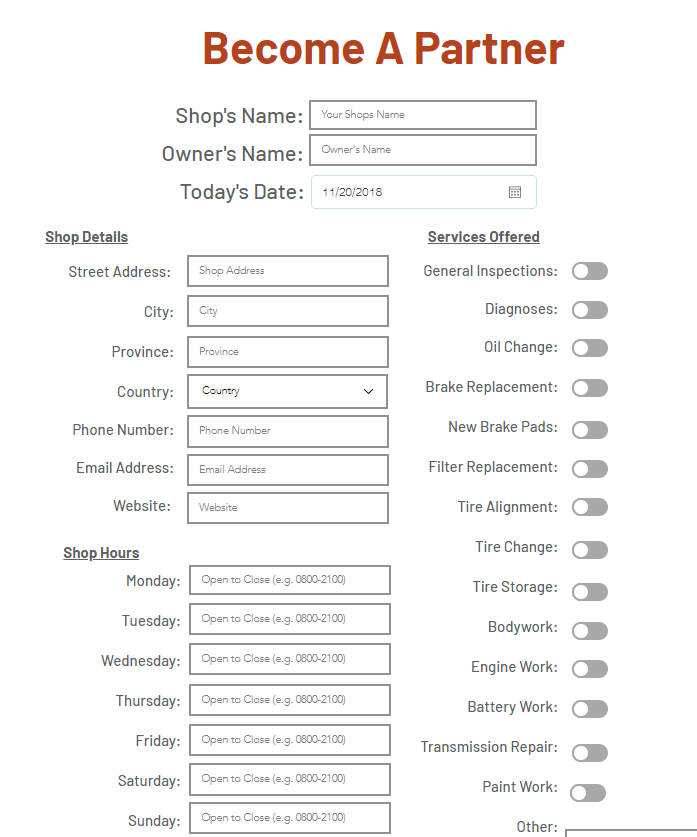 Become A Partner
Shop's Name: Your Shops Name
Owner's Name: Owner's Name
Today's Date: 11/20/2018
Shop Details
Street Address: Shop Address
City: City
Province: Province
Country: Country
Phone Number: Phone Number
Email Address: Email Address
Website: Website
Shop Hours
Monday: Open to Close (e.g. 0800-2100)
Tuesday: Open to Close (e.g. 0800-2100)
Wednesday: Open to Close (e.g. 0800-2100)
Thursday: Open to Close (e.g. 0800-2100)
Friday: Open to Close (e.g. 0800-2100)
Saturday: Open to Close (e.g. 0800-2100)
Sunday: Open to Close (e.g. 0800-2100)
Services Offered
General Inspections:
Diagnoses:
Oil Change:
Brake Replacement:
New Brake Pads:
Filter Replacement:
Tire Alignment:
Tire Change:
Tire Storage:
Bodywork:
Engine Work:
Battery Work:
Transmission Repair:
Paint Work:
Other: